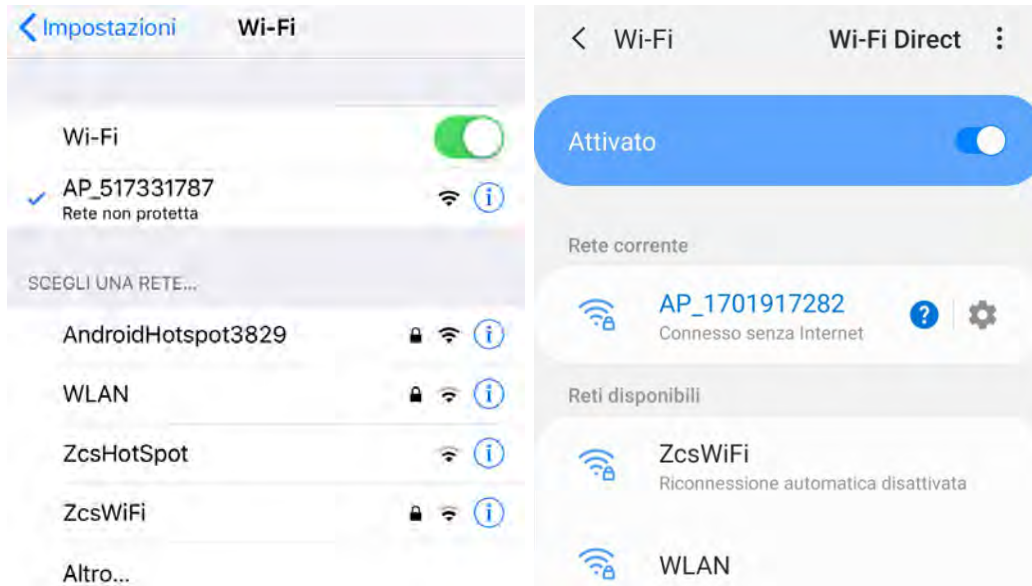 Impostazioni Wi-Fi
Wi-Fi
AP_517331787
Rete non protetta
SCEGLI UNA RETE...
AndroidHotspot3829
WLAN
ZcsHotSpot
ZcsWiFi
Altro...
Wi-Fi Wi-Fi Direct
Attivato
Rete corrente
AP_1701917282
Connesso senza Internet
Reti disponibili
ZcsWiFi
Riconnessione automatica disattivata
WLAN